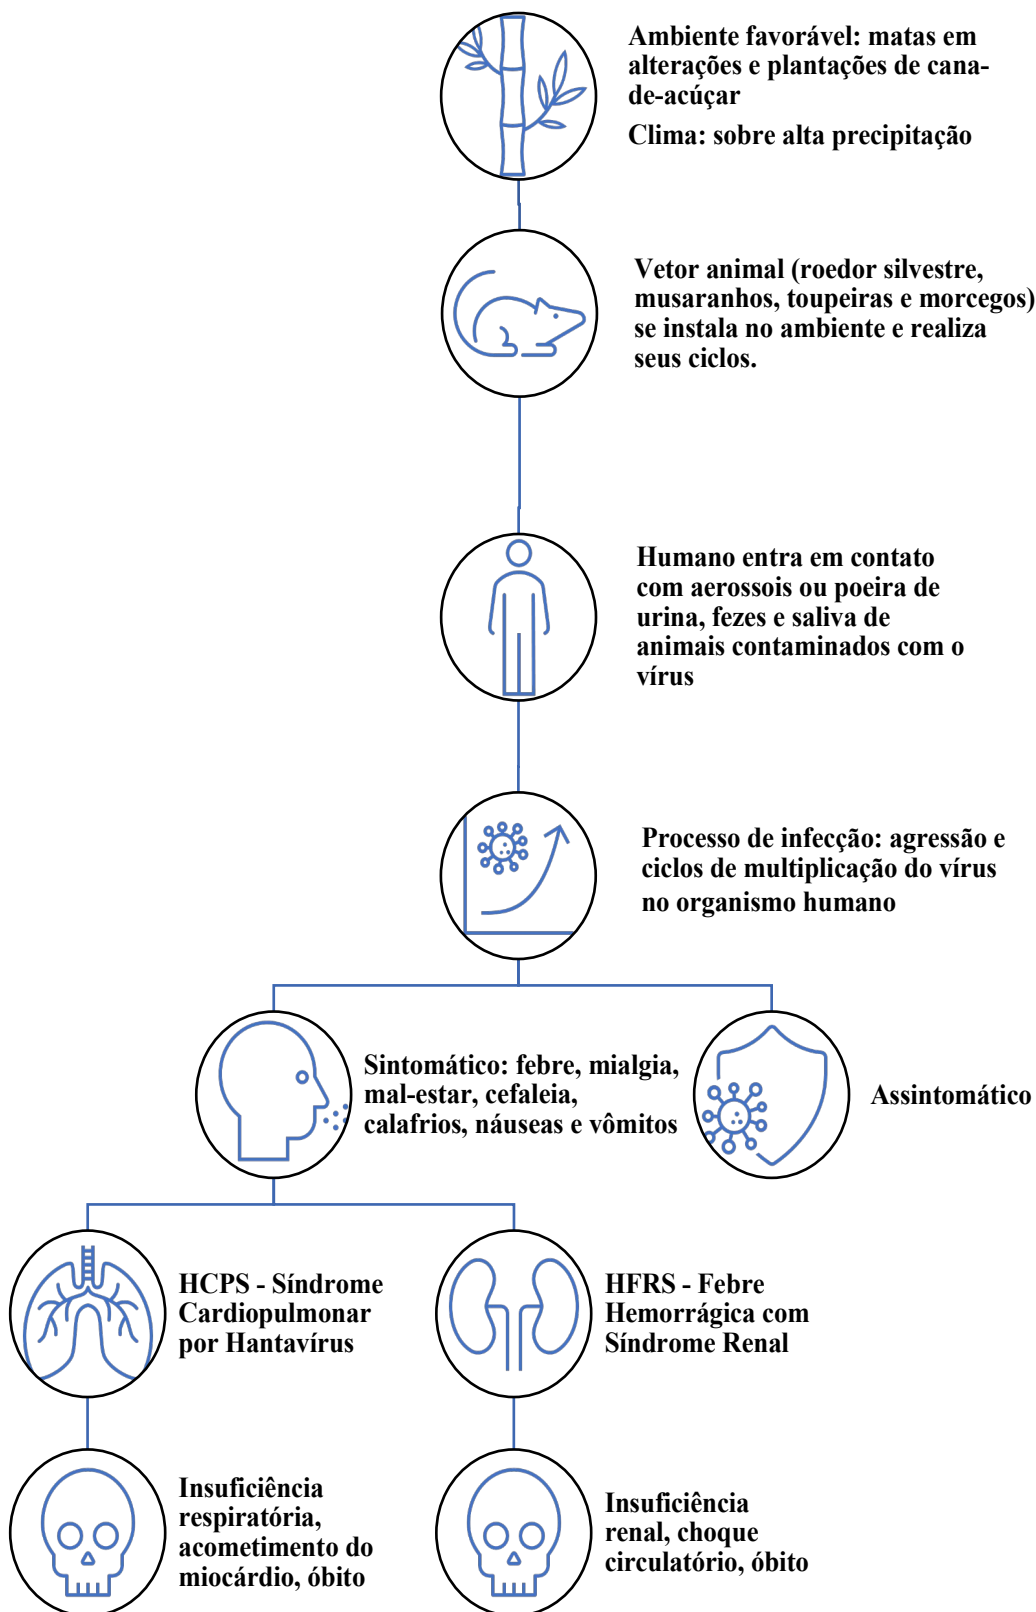 Ambiente favorável: matas em
alterações e plantações de cana-
de-acúçar
Clima: sobre alta precipitação
Vetor animal (roedor silvestre,
musaranhos, toupeiras e morcegos)
se instala no ambiente e realiza
seus ciclos.
Humano entra em contato
com aerossois ou poeira de
urina, fezes e saliva de
animais contaminados com o
vírus
Processo de infecção: agressão e
ciclos de multiplicação do vírus
no organismo humano
Sintomático: febre, mialgia,
mal-estar, cefaleia,
calafrios, náuseas e vômitos
Assintomático
HCPS - Síndrome
Cardiopulmonar
por Hantavírus
HFRS - Febre
Hemorrágica com
Síndrome Renal
Insuficiência
respiratória,
acometimento do
miocárdio, óbito
Insuficiência
renal, choque
circulatório, óbito